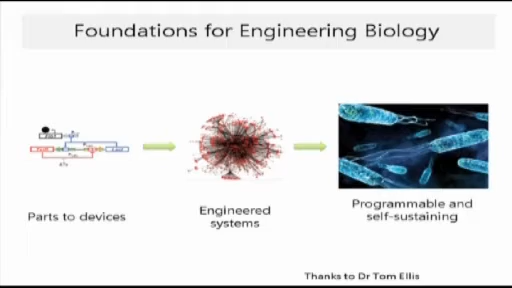 Foundations for Engineering Biology
Parts to devices
Engineered
systems
Programmable and
self-sustaining
Thanks to Dr Tom Ellis